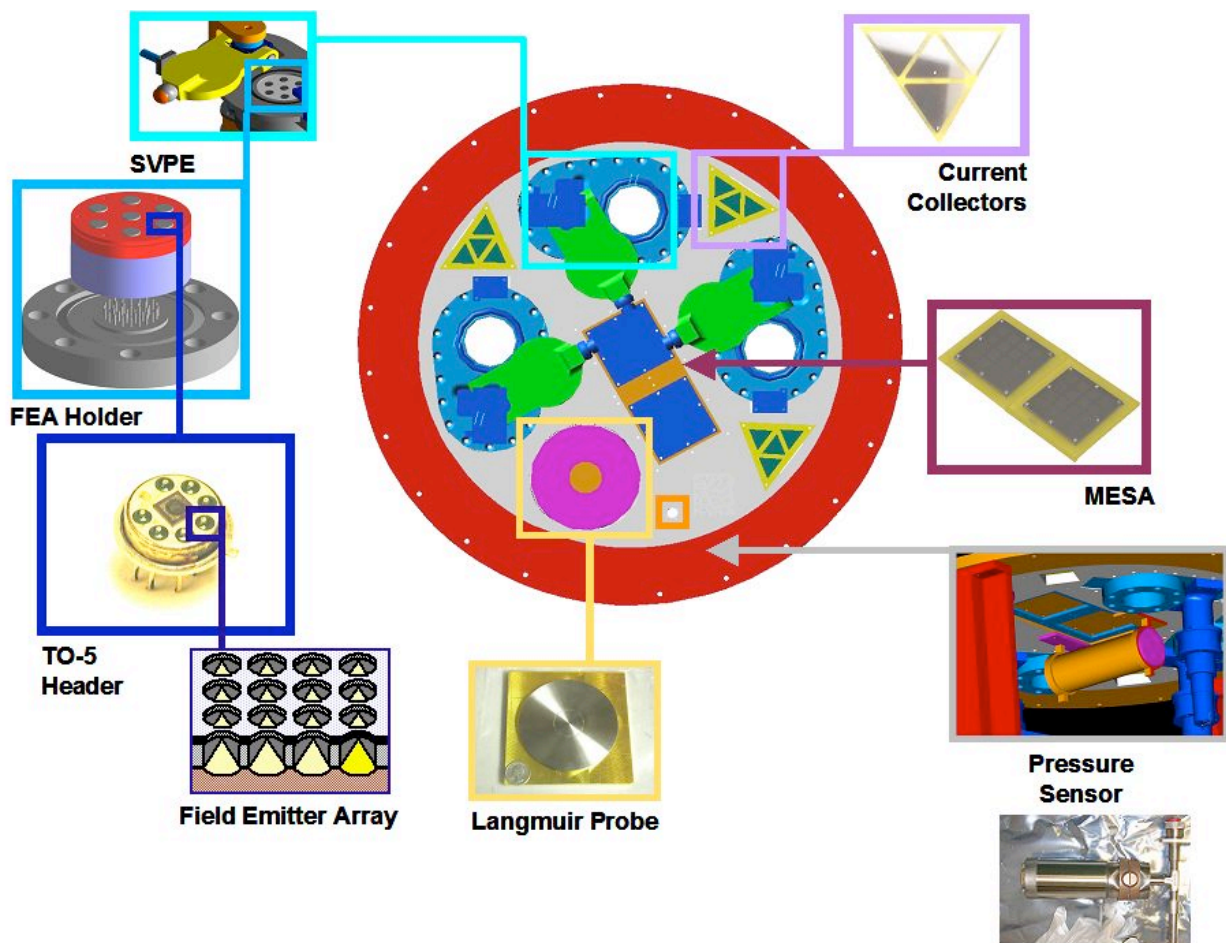 SVPE
Current
Collectors
FEA Holder
MESA
TO-5
Header
Field Emitter Array
Langmuir Probe
Pressure
Sensor